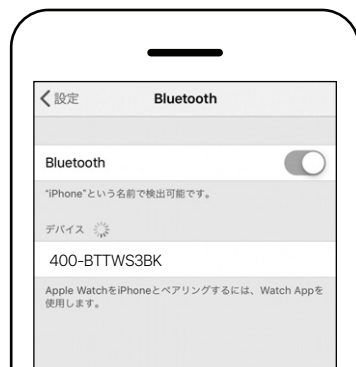 設定
Bluetooth
Bluetooth
"iPhone"という名前で検出可能です。
デバイス
400-BTTWS3BK
Apple WatchをiPhoneとペアリングするには、Watch Appを
使用します。